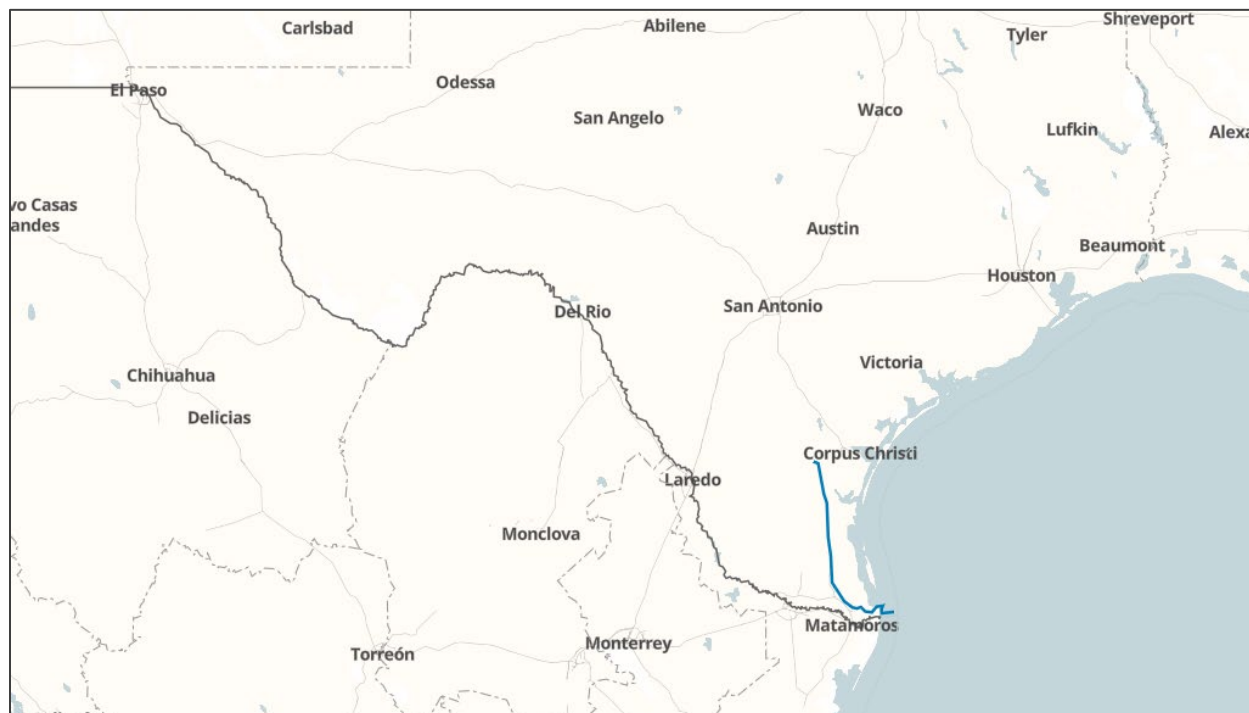 Carlsbad
Abilene
Shreveport
Tyler
El Paso
Odessa
San Angelo
Waco
Lufkin
Alexa
vo Casas
andes
Austin
Beaumont
Houston
Del Rio
San Antonio
Victoria
Chihuahua
Delicias
Corpus Christi
Laredo
Monclova
Matamoros
Monterrey
Torreón